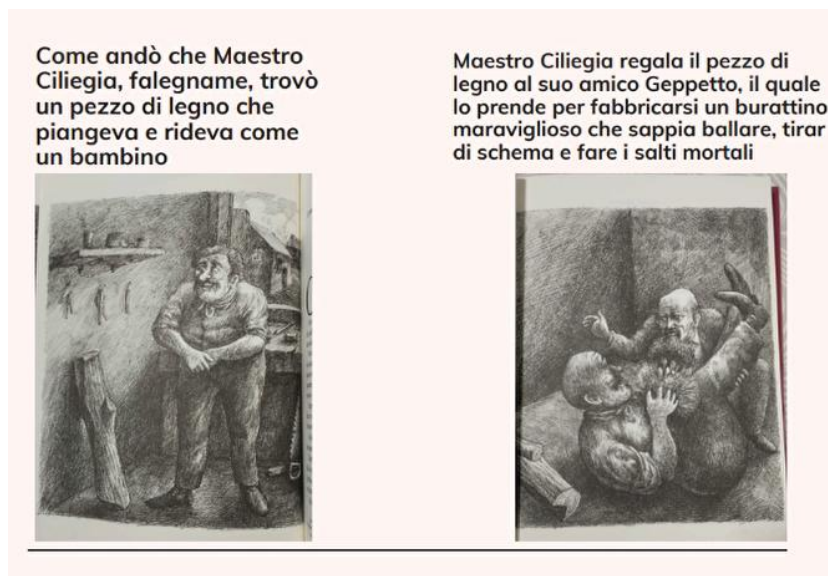 Come andò che Maestro
Ciliegia, falegname, trovò
un pezzo di legno che
piangeva e rideva come
un bambino
Maestro Ciliegia regala il pezzo di
legno al suo amico Geppetto, il quale
lo prende per fabbricarsi un burattino
maraviglioso che sappia ballare, tirar
di schema e fare i salti mortali